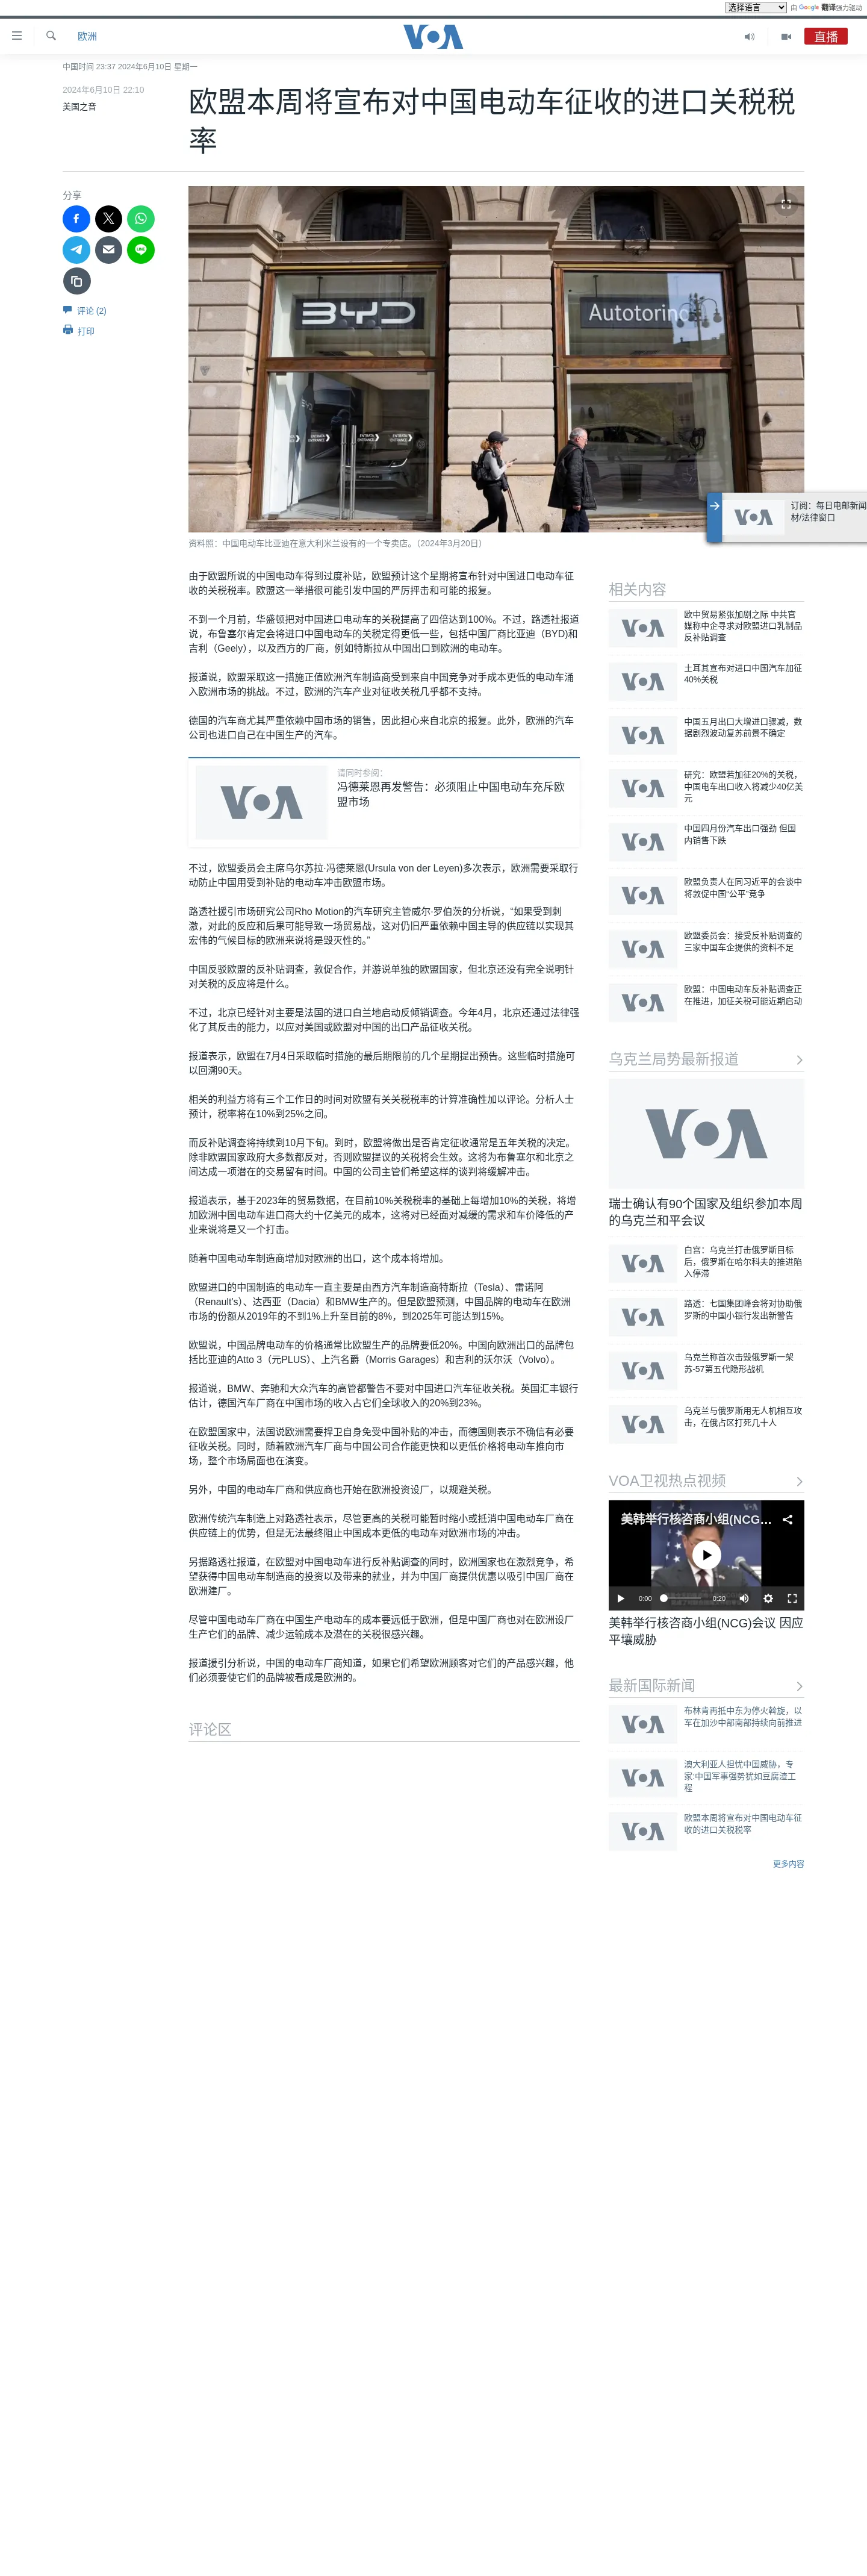 选择语言 由 Google 翻译强力驱动
欧洲
VOA
直播
中国时间 23:37 2024年6月10日 星期一
2024年6月10日 22:10
美国之音
欧盟本周将宣布对中国电动车征收的进口关税税
率
分享
评论 (2)
打印
BYD
Autotorino
资料照：中国电动车比亚迪在意大利米兰设有的一个专卖店。（2024年3月20日）
订阅：每日电邮新闻
材/法律窗口
由于欧盟所说的中国电动车得到过度补贴，欧盟预计这个星期将宣布针对中国进口电动车征
收的关税税率。欧盟这一举措很可能引发中国的严厉抨击和可能的报复。
不到一个月前，华盛顿把对中国进口电动车的关税提高了四倍达到100%。不过，路透社报道
说，布鲁塞尔肯定会将进口中国电动车的关税定得更低一些，包括中国厂商比亚迪（BYD)和
吉利（Geely），以及西方的厂商，例如特斯拉从中国出口到欧洲的电动车。
报道说，欧盟采取这一措施正值欧洲汽车制造商受到来自中国竞争对手成本更低的电动车涌
入欧洲市场的挑战。不过，欧洲的汽车产业对征收关税几乎都不支持。
德国的汽车商尤其严重依赖中国市场的销售，因此担心来自北京的报复。此外，欧洲的汽车
公司也进口自己在中国生产的汽车。
请同时参阅：
冯德莱恩再发警告：必须阻止中国电动车充斥欧
盟市场
不过，欧盟委员会主席乌尔苏拉·冯德莱恩(Ursula von der Leyen)多次表示，欧洲需要采取行
动防止中国用受到补贴的电动车冲击欧盟市场。
路透社援引市场研究公司Rho Motion的汽车研究主管威尔·罗伯茨的分析说，“如果受到刺
激，对此的反应和后果可能导致一场贸易战，这对仍旧严重依赖中国主导的供应链以实现其
宏伟的气候目标的欧洲来说将是毁灭性的。”
中国反驳欧盟的反补贴调查，敦促合作，并游说单独的欧盟国家，但北京还没有完全说明针
对关税的反应将是什么。
不过，北京已经针对主要是法国的进口白兰地启动反倾销调查。今年4月，北京还通过法律强
化了其反击的能力，以应对美国或欧盟对中国的出口产品征收关税。
报道表示，欧盟在7月4日采取临时措施的最后期限前的几个星期提出预告。这些临时措施可
以回溯90天。
相关的利益方将有三个工作日的时间对欧盟有关关税税率的计算准确性加以评论。分析人士
预计，税率将在10%到25%之间。
而反补贴调查将持续到10月下旬。到时，欧盟将做出是否肯定征收通常是五年关税的决定。
除非欧盟国家政府大多数都反对，否则欧盟提议的关税将会生效。这将为布鲁塞尔和北京之
间达成一项潜在的交易留有时间。中国的公司主管们希望这样的谈判将缓解冲击。
报道表示，基于2023年的贸易数据，在目前10%关税税率的基础上每增加10%的关税，将增
加欧洲中国电动车进口商大约十亿美元的成本，这将对已经面对减缓的需求和车价降低的产
业来说将是又一个打击。
随着中国电动车制造商增加对欧洲的出口，这个成本将增加。
欧盟进口的中国制造的电动车一直主要是由西方汽车制造商特斯拉（Tesla）、雷诺阿
（Renault's）、达西亚（Dacia）和BMW生产的。但是欧盟预测，中国品牌的电动车在欧洲
市场的份额从2019年的不到1%上升至目前的8%，到2025年可能达到15%。
欧盟说，中国品牌电动车的价格通常比欧盟生产的品牌要低20%。中国向欧洲出口的品牌包
括比亚迪的Atto 3（元PLUS）、上汽名爵（Morris Garages）和吉利的沃尔沃（Volvo）。
报道说，BMW、奔驰和大众汽车的高管都警告不要对中国进口汽车征收关税。英国汇丰银行
估计，德国汽车厂商在中国市场的收入占它们全球收入的20%到23%。
在欧盟国家中，法国说欧洲需要捍卫自身免受中国补贴的冲击，而德国则表示不确信有必要
征收关税。同时，随着欧洲汽车厂商与中国公司合作能更快和以更低价格将电动车推向市
场，整个市场局面也在演变。
另外，中国的电动车厂商和供应商也开始在欧洲投资设厂，以规避关税。
欧洲传统汽车制造上对路透社表示，尽管更高的关税可能暂时缩小或抵消中国电动车厂商在
供应链上的优势，但是无法最终阻止中国成本更低的电动车对欧洲市场的冲击。
另据路透社报道，在欧盟对中国电动车进行反补贴调查的同时，欧洲国家也在激烈竞争，希
望获得中国电动车制造商的投资以及带来的就业，并为中国厂商提供优惠以吸引中国厂商在
欧洲建厂。
尽管中国电动车厂商在中国生产电动车的成本要远低于欧洲，但是中国厂商也对在欧洲设厂
生产它们的品牌、减少运输成本及潜在的关税很感兴趣。
报道援引分析说，中国的电动车厂商知道，如果它们希望欧洲顾客对它们的产品感兴趣，他
们必须要使它们的品牌被看成是欧洲的。
评论区
相关内容
欧中贸易紧张加剧之际 中共官
媒称中企寻求对欧盟进口乳制品
反补贴调查
土耳其宣布对进口中国汽车加征
40%关税
中国五月出口大增进口骤减，数
据剧烈波动复苏前景不确定
研究：欧盟若加征20%的关税，
中国电车出口收入将减少40亿美
元
中国四月份汽车出口强劲 但国
内销售下跌
欧盟负责人在同习近平的会谈中
将敦促中国“公平”竞争
欧盟委员会：接受反补贴调查的
三家中国车企提供的资料不足
欧盟：中国电动车反补贴调查正
在推进，加征关税可能近期启动
乌克兰局势最新报道
瑞士确认有90个国家及组织参加本周
的乌克兰和平会议
白宫：乌克兰打击俄罗斯目标
后，俄罗斯在哈尔科夫的推进陷
入停滞
路透：七国集团峰会将对协助俄
罗斯的中国小银行发出新警告
乌克兰称首次击毁俄罗斯一架
苏-57第五代隐形战机
乌克兰与俄罗斯用无人机相互攻
击，在俄占区打死几十人
VOA卫视热点视频
美韩举行核咨商小组(NCG...
0:00 0:20
美韩举行核咨商小组(NCG)会议 因应
平壤威胁
最新国际新闻
布林肯再抵中东为停火斡旋，以
军在加沙中部南部持续向前推进
澳大利亚人担忧中国威胁，专
家:中国军事强势犹如豆腐渣工
程
欧盟本周将宣布对中国电动车征
收的进口关税税率
更多内容